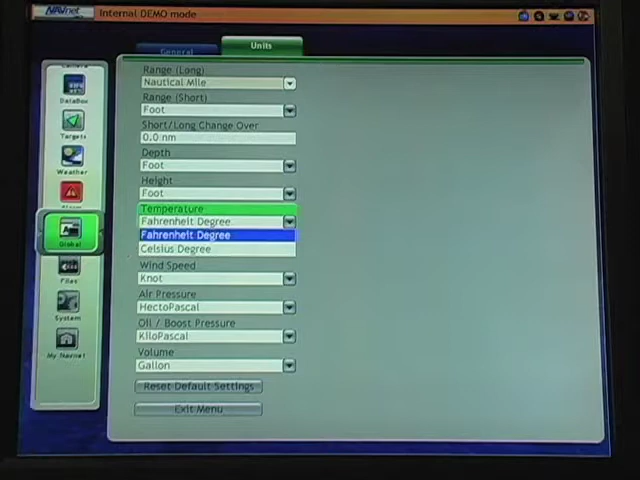 NAVnet Internal DEMO mode
General Units
Range (Long)
Nautical Mile
Range (Short)
Foot
Short/Long Change Over
0.0 nm
Depth
Foot
Height
Foot
Temperature
Fahrenheit Degree
Fahrenheit Degree
Celsius Degree
Wind Speed
Knot
Air Pressure
HectoPascal
Oil / Boost Pressure
KiloPascal
Volume
Gallon
Reset Default Settings
Exit Menu
DataBox
Targets
Weather
Global
Files
System
My Navnet